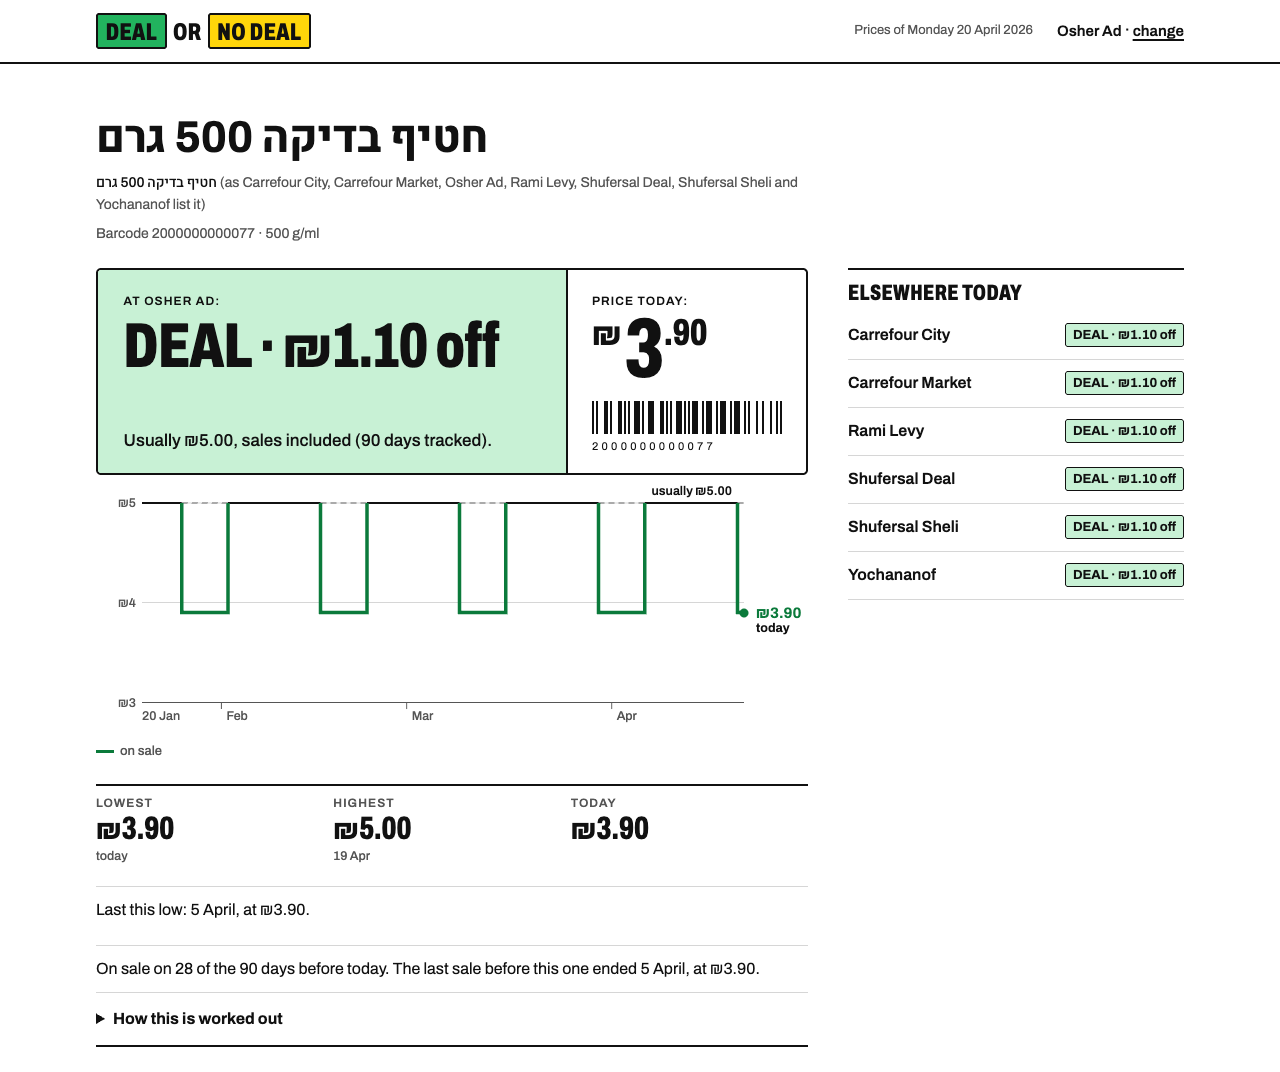 DEAL OR NO DEAL
Prices of Monday 20 April 2026
Osher Ad · change
חטיף בדיקה 500 גרם
חטיף בדיקה 500 גרם (as Carrefour City, Carrefour Market, Osher Ad, Rami Levy, Shufersal Deal, Shufersal Sheli and
Yochananof list it)
Barcode 2000000000077 · 500 g/ml
AT OSHER AD:
DEAL · ₪1.10 off
Usually ₪5.00, sales included (90 days tracked).
PRICE TODAY:
₪3.90
2000000000077
usually ₪5.00
₪5
₪4
₪3.90
today
₪3
20 Jan
Feb
Mar
Apr
on sale
LOWEST
₪3.90
today
HIGHEST
₪5.00
19 Apr
TODAY
₪3.90
Last this low: 5 April, at ₪3.90.
On sale on 28 of the 90 days before today. The last sale before this one ended 5 April, at ₪3.90.
How this is worked out
ELSEWHERE TODAY
Carrefour City DEAL · ₪1.10 off
Carrefour Market DEAL · ₪1.10 off
Rami Levy DEAL · ₪1.10 off
Shufersal Deal DEAL · ₪1.10 off
Shufersal Sheli DEAL · ₪1.10 off
Yochananof DEAL · ₪1.10 off